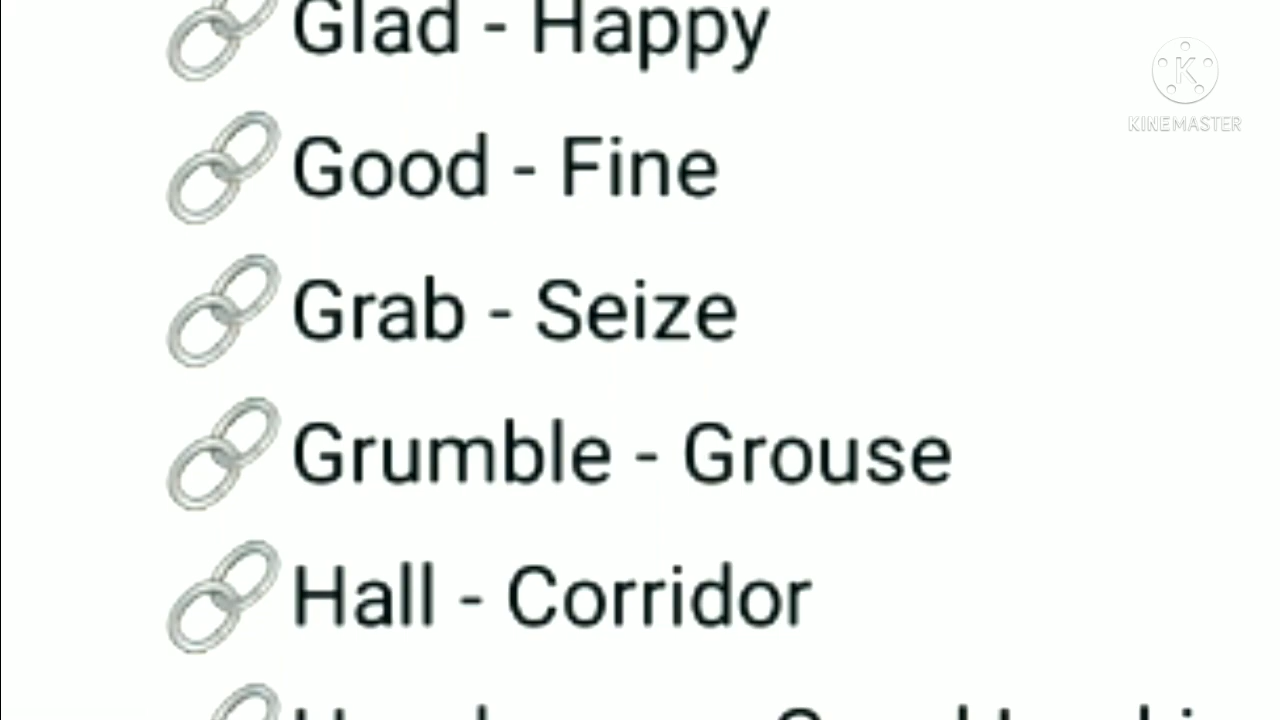 Glad - Happy
KINEMASTER
Good - Fine
Grab - Seize
Grumble - Grouse
Hall - Corridor